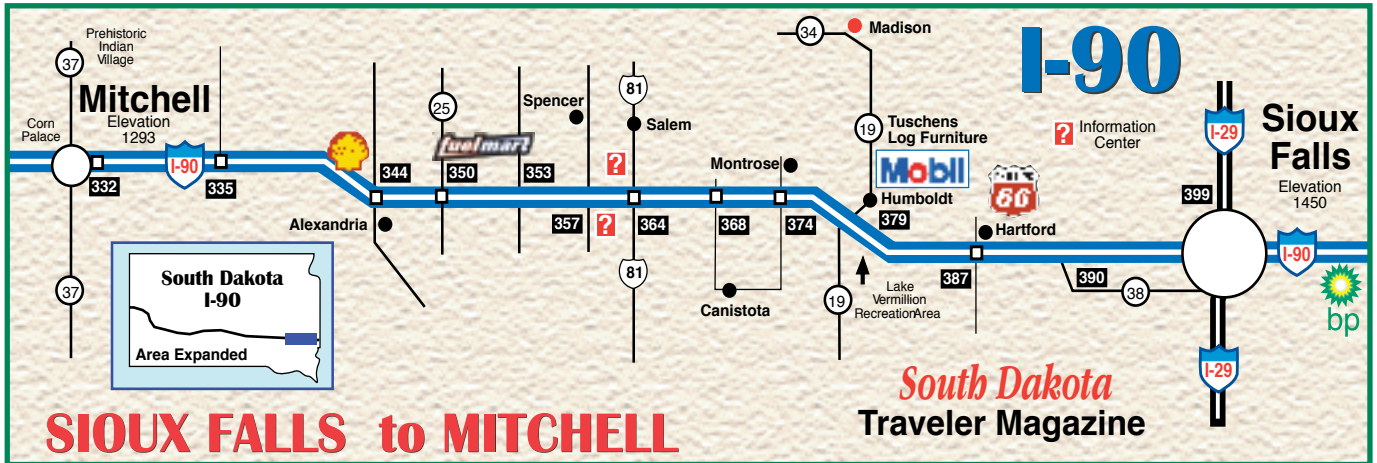 37
Prehistoric
Indian
Village
Mitchell
Elevation
1293
Corn
Palace
332
I-90
335
37
344
Alexandria
25
fuelmart
350
353
Spencer
357
?
?
81
Salem
364
81
Montrose
368
374
Canistota
34
Madison
19
Tuschens
Log Furniture
Mobil
Humboldt
379
19
Lake
Vermillion
RecreationArea
66
Hartford
387
390
38
I-90
? Information
Center
I-29
Sioux
Falls
Elevation
1450
399
I-90
bp
I-29
South Dakota
I-90
Area Expanded
SIOUX FALLS to MITCHELL
South Dakota
Traveler Magazine